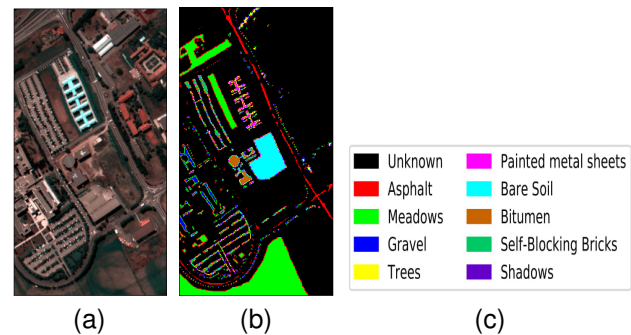 Unknown
Painted metal sheets
Asphalt
Bare Soil
Meadows
Bitumen
Gravel
Self-Blocking Bricks
Trees
Shadows
(a)
(b)
(c)